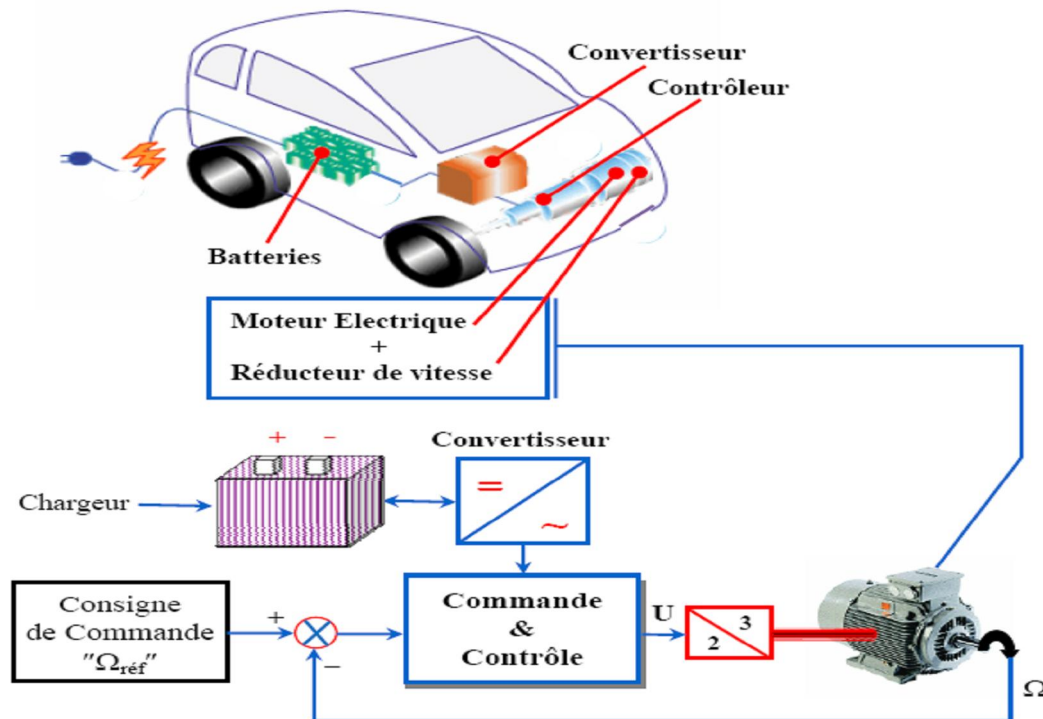 Convertisseur
Contrôleur
Batteries
Moteur Electrique
+
Réducteur de vitesse
+ -
Convertisseur
Chargeur
=
~
Consigne
de Commande
"Ωréf"
+
−
Commande
&
Contrôle
U
3
2
Ω